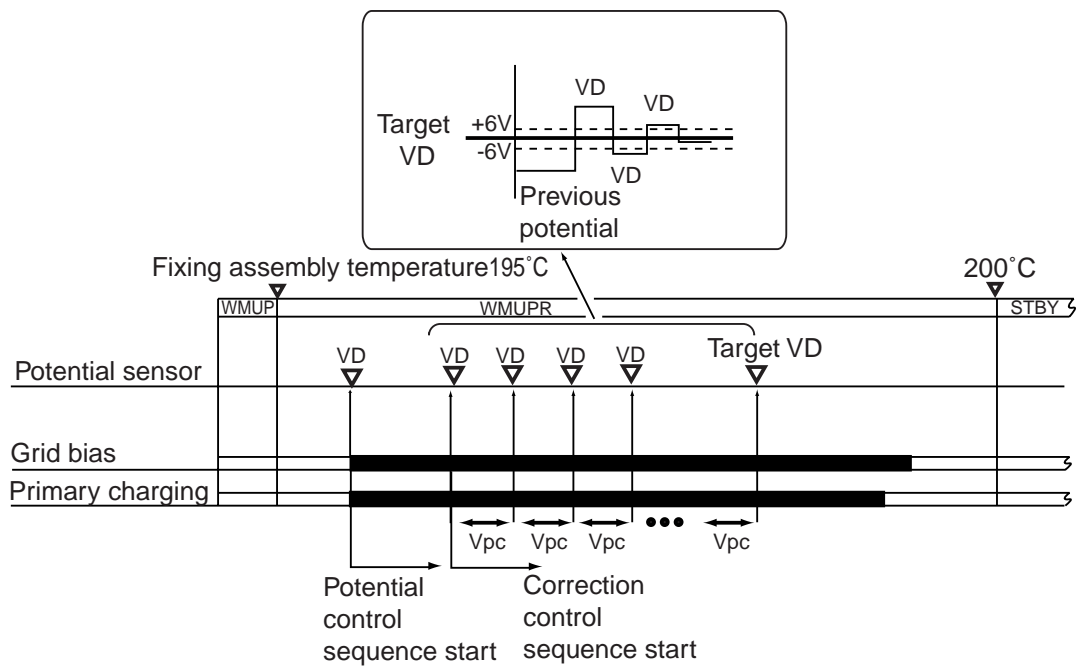 VD
VD
Target
VD
+6V
-6V
VD
Previous
potential
Fixing assembly temperature195˚C
200˚C
WMUP
WMUPR
STBY
VD
VD
VD
VD
VD
Target VD
Potential sensor
Grid bias
Primary charging
Vpc
Vpc
Vpc
Vpc
Potential
control
sequence start
Correction
control
sequence start